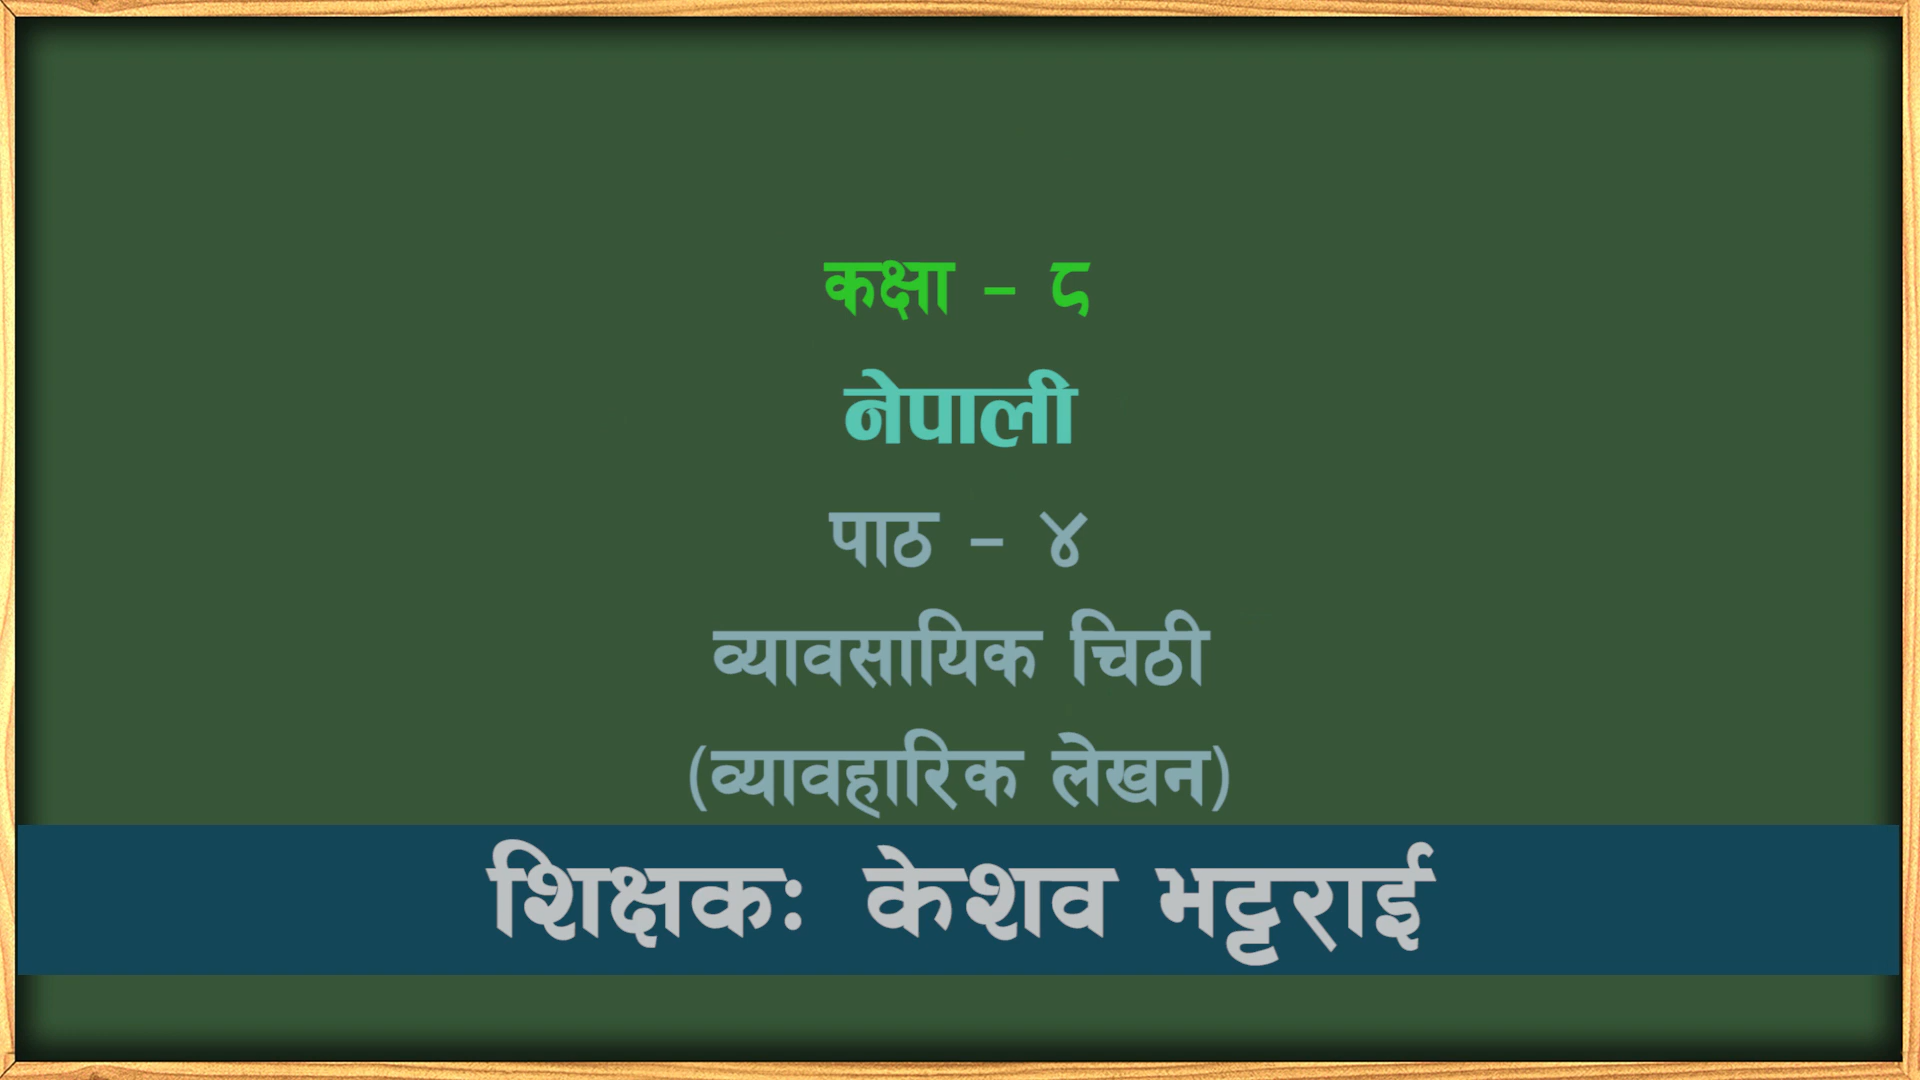 कक्षा – ८
नेपाली
पाठ – ४
व्यावसायिक चिठी
(व्यावहारिक लेखन)
शिक्षकः केशव भट्टराई